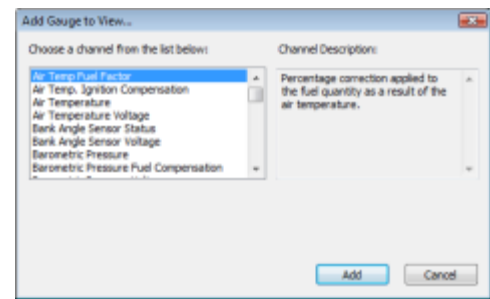 Add Gauge to View...
Choose a channel from the list below:
Channel Description:
Air Temp Fuel Factor
Air Temp. Ignition Compensation
Air Temperature
Air Temperature Voltage
Bank Angle Sensor Status
Bank Angle Sensor Voltage
Barometric Pressure
Barometric Pressure Fuel Compensation
Percentage correction applied to
the fuel quantity as a result of the
air temperature.
Add
Cancel